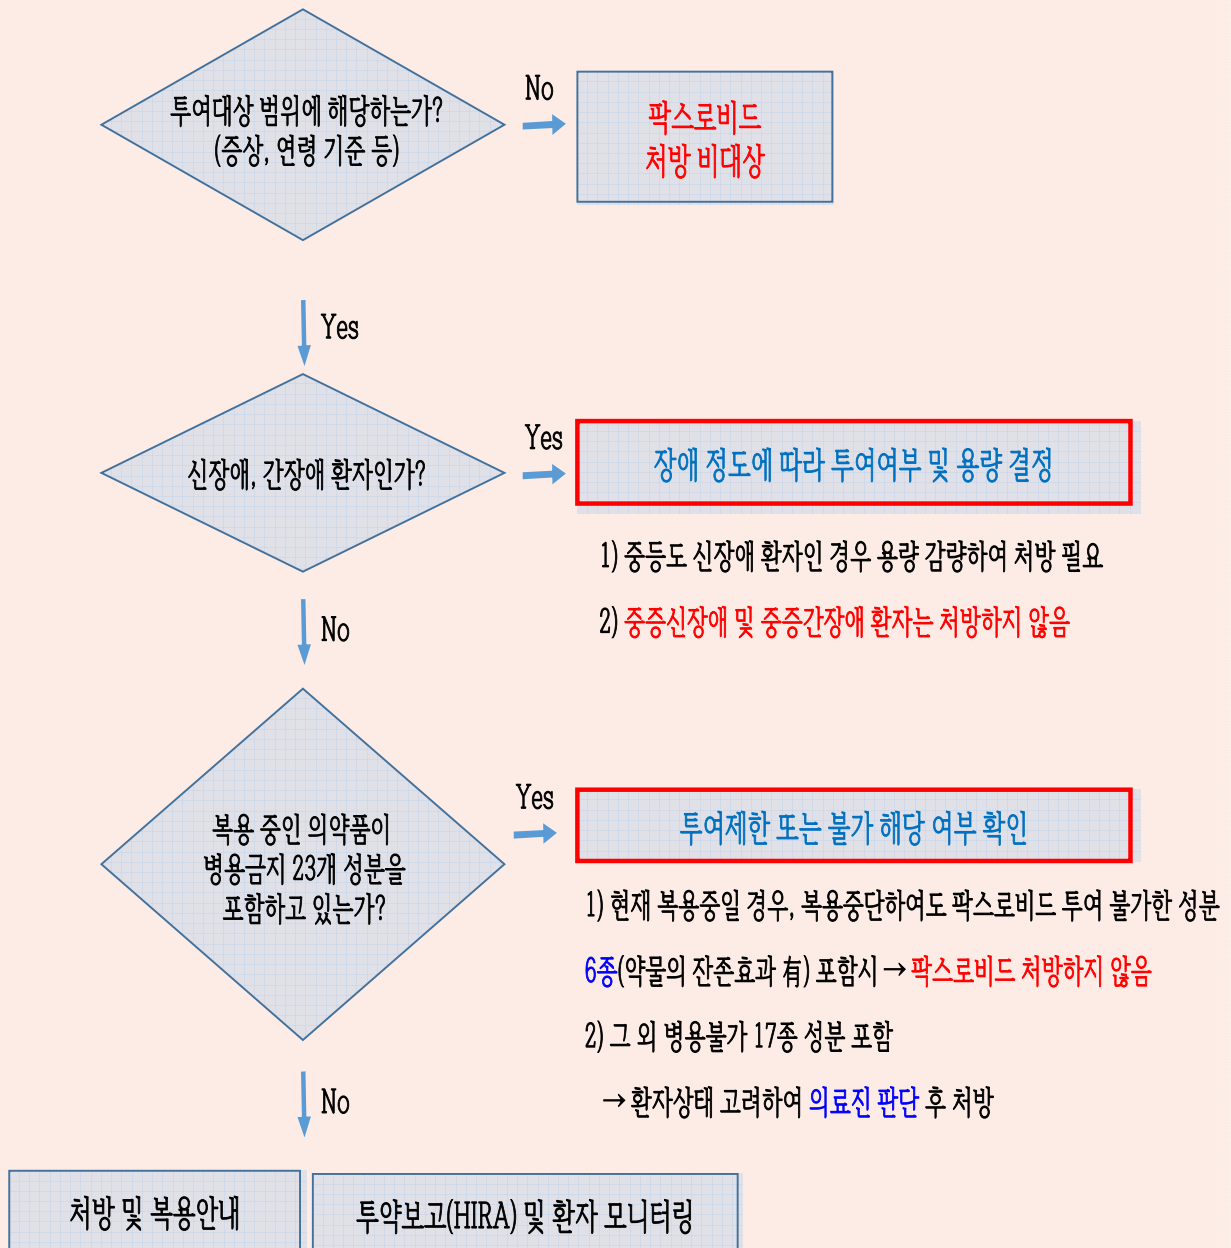 투여대상 범위에 해당하는가?
(증상, 연령 기준 등)
No
팍스로비드
처방 비대상
Yes
신장애, 간장애 환자인가?
Yes
장애 정도에 따라 투여여부 및 용량 결정
1) 중등도 신장애 환자인 경우 용량 감량하여 처방 필요
2) 중증신장애 및 중증간장애 환자는 처방하지 않음
No
복용 중인 의약품이
병용금지 23개 성분을
포함하고 있는가?
Yes
투여제한 또는 불가 해당 여부 확인
1) 현재 복용중일 경우, 복용중단하여도 팍스로비드 투여 불가한 성분
6종(약물의 잔존효과 有) 포함시 → 팍스로비드 처방하지 않음
2) 그 외 병용불가 17종 성분 포함
→ 환자상태 고려하여 의료진 판단 후 처방
No
처방 및 복용안내
투약보고(HIRA) 및 환자 모니터링